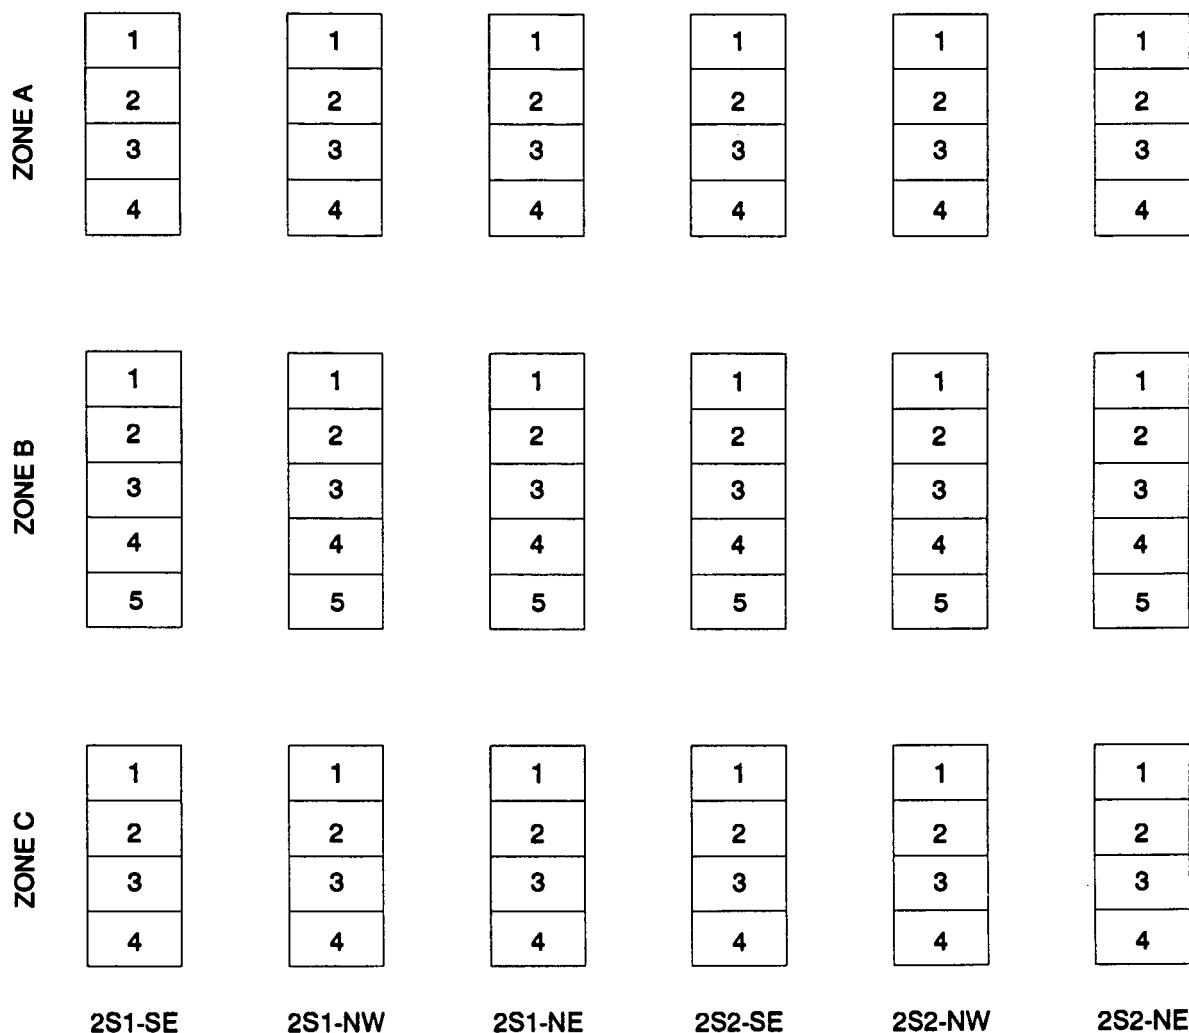 1 1 1 1 1 1
2 2 2 2 2 2
3 3 3 3 3 3
4 4 4 4 4 4
ZONE A
1 1 1 1 1 1
2 2 2 2 2 2
3 3 3 3 3 3
4 4 4 4 4 4
5 5 5 5 5 5
ZONE B
1 1 1 1 1 1
2 2 2 2 2 2
3 3 3 3 3 3
4 4 4 4 4 4
ZONE C
2S1-SE 2S1-NW 2S1-NE 2S2-SE 2S2-NW 2S2-NE